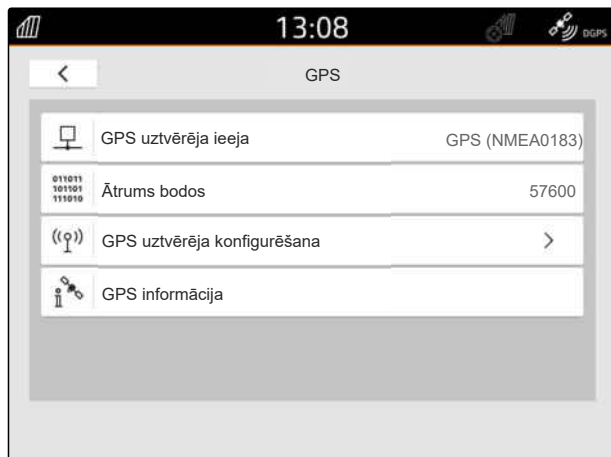 13:08
DGPS
GPS
GPS uztvērēja ieeja
GPS (NMEA0183)
011011
101101
111010
Ātrums bodos
57600
GPS uztvērēja konfigurēšana
GPS informācija